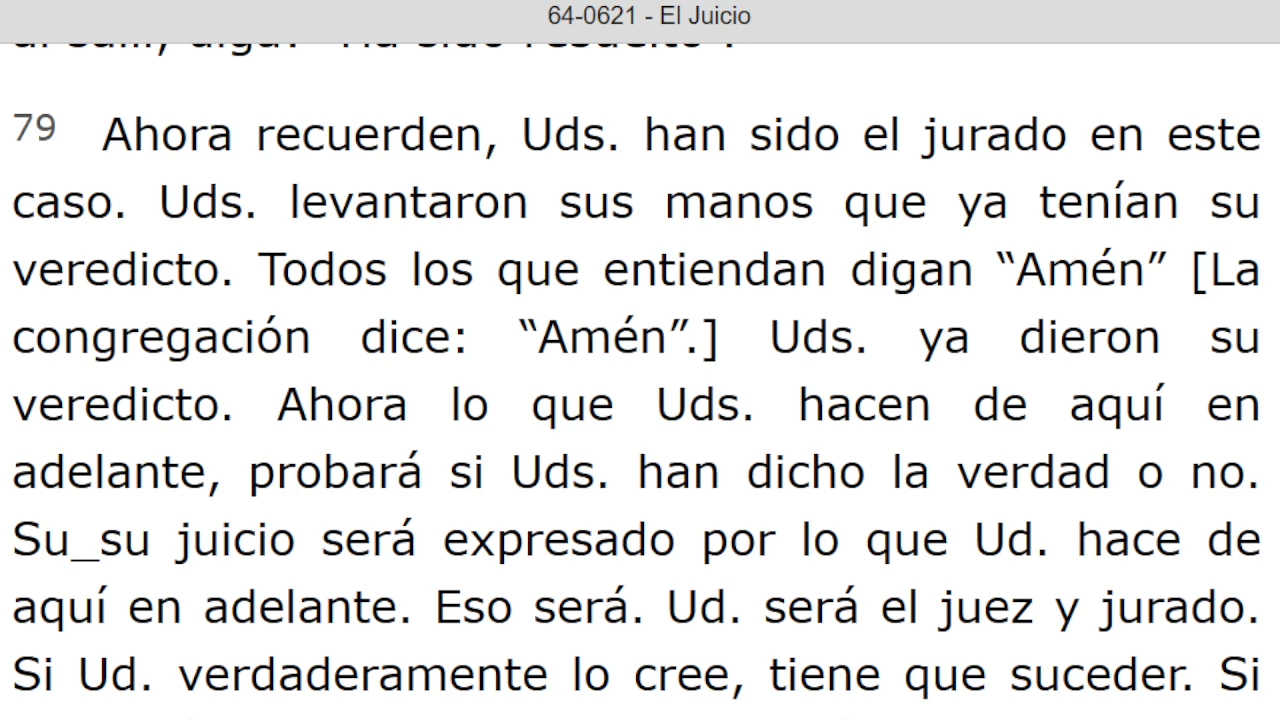 64-0621 - El Juicio
79 Ahora recuerden, Uds. han sido el jurado en este
caso. Uds. levantaron sus manos que ya tenían su
veredicto. Todos los que entiendan digan “Amén” [La
congregación dice: “Amén”.] Uds. ya dieron su
veredicto. Ahora lo que Uds. hacen de aquí en
adelante, probará si Uds. han dicho la verdad o no.
Su_su juicio será expresado por lo que Ud. hace de
aquí en adelante. Eso será. Ud. será el juez y jurado.
Si Ud. verdaderamente lo cree, tiene que suceder. Si